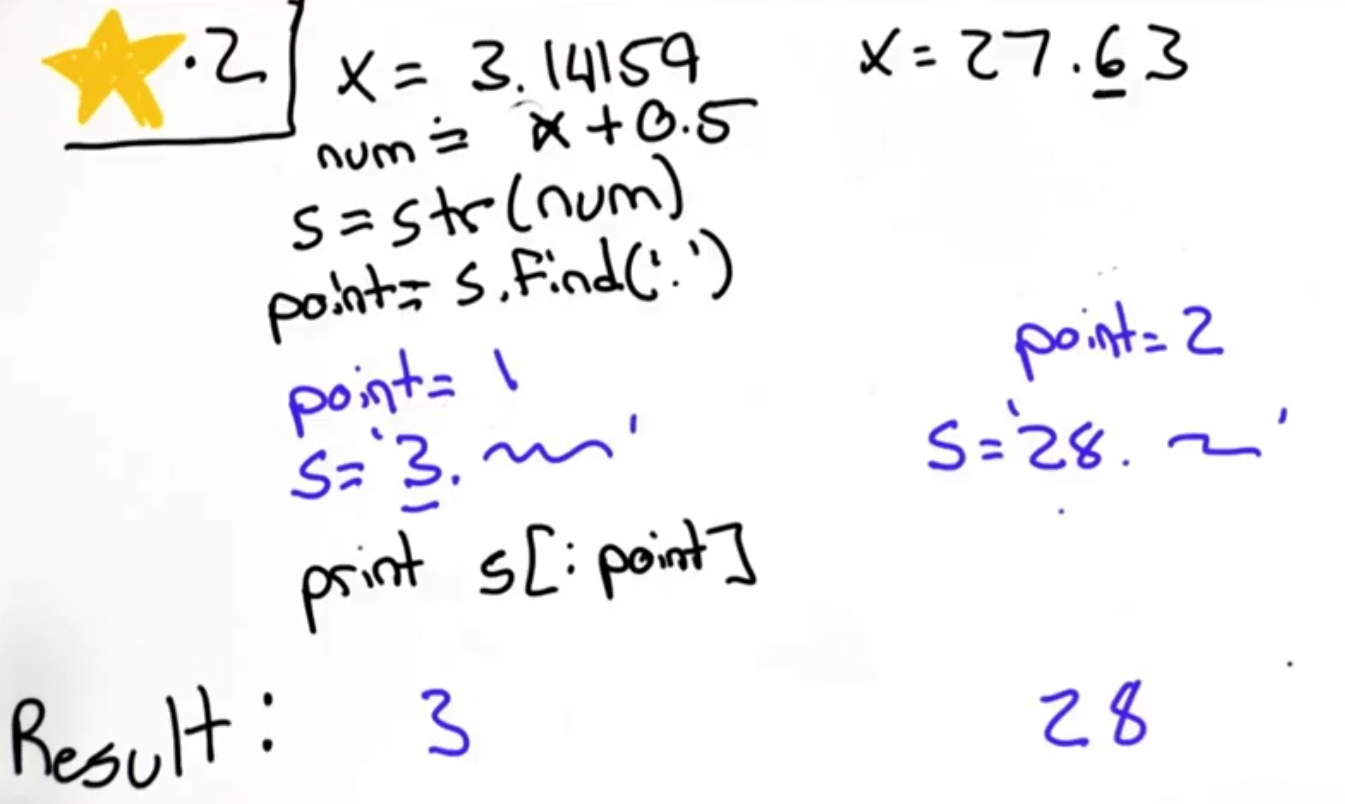 ·2
x = 3.14159
x = 27.63
num = x + 0.5
s = str(num)
point = s.find('.')
point = 1
point = 2
s = '3. '
s = '28. '
print s[: point]
Result: 3 28